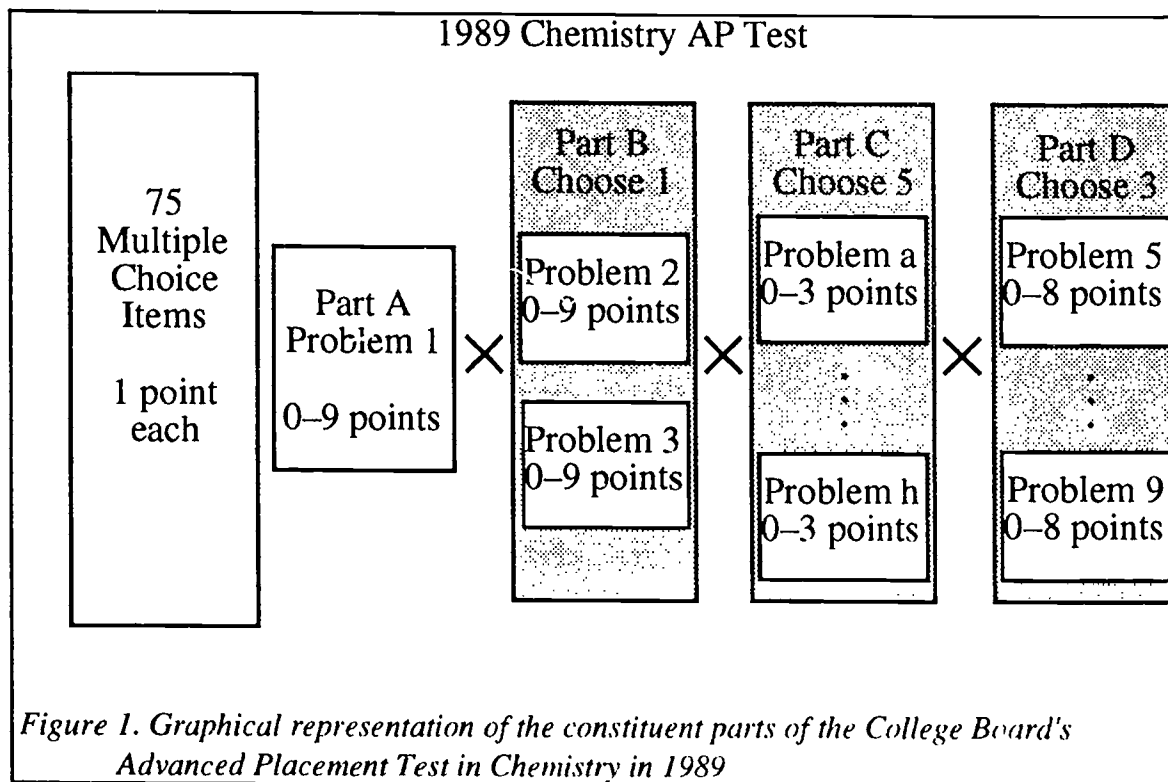 1989 Chemistry AP Test
75
Multiple
Choice
Items
1 point
each
Part A
Problem 1
0–9 points
×
Part B
Choose 1
Problem 2
0–9 points
Problem 3
0–9 points
×
Part C
Choose 5
Problem a
0–3 points
Problem h
0–3 points
×
Part D
Choose 3
Problem 5
0–8 points
Problem 9
0–8 points
Figure 1. Graphical representation of the constituent parts of the College Board's
Advanced Placement Test in Chemistry in 1989